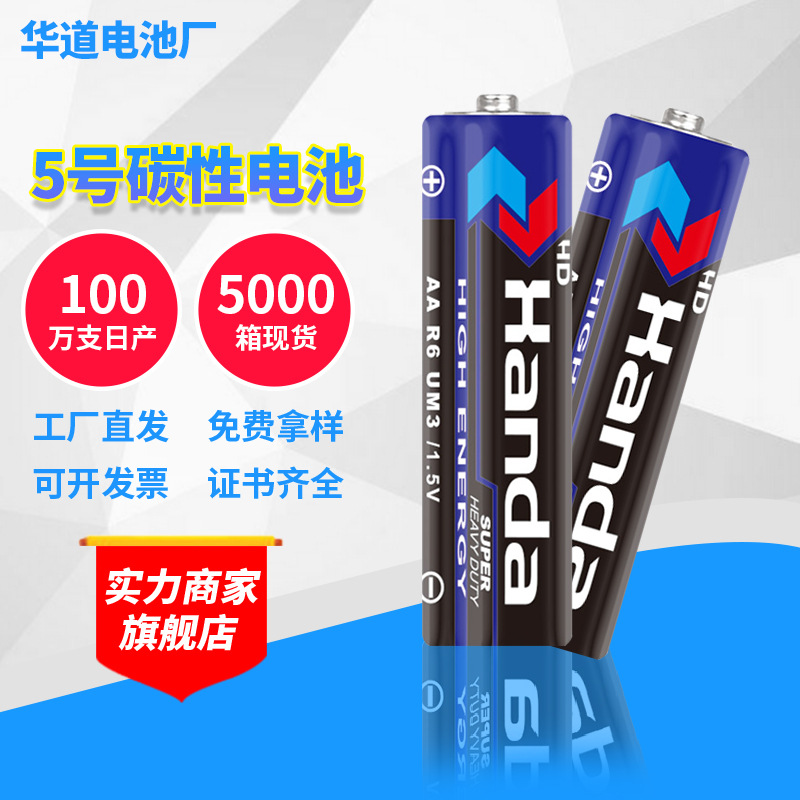 华道电池厂
5号碳性电池
100
万支日产
5000
箱现货
工厂直发
免费拿样
可开发票
证书齐全
实力商家
旗舰店
HD
Handa
HIGH ENERGY
SUPER
HEAVY DUTY
AA R6 UM3 /1.5V
HD
Handa
HIGH